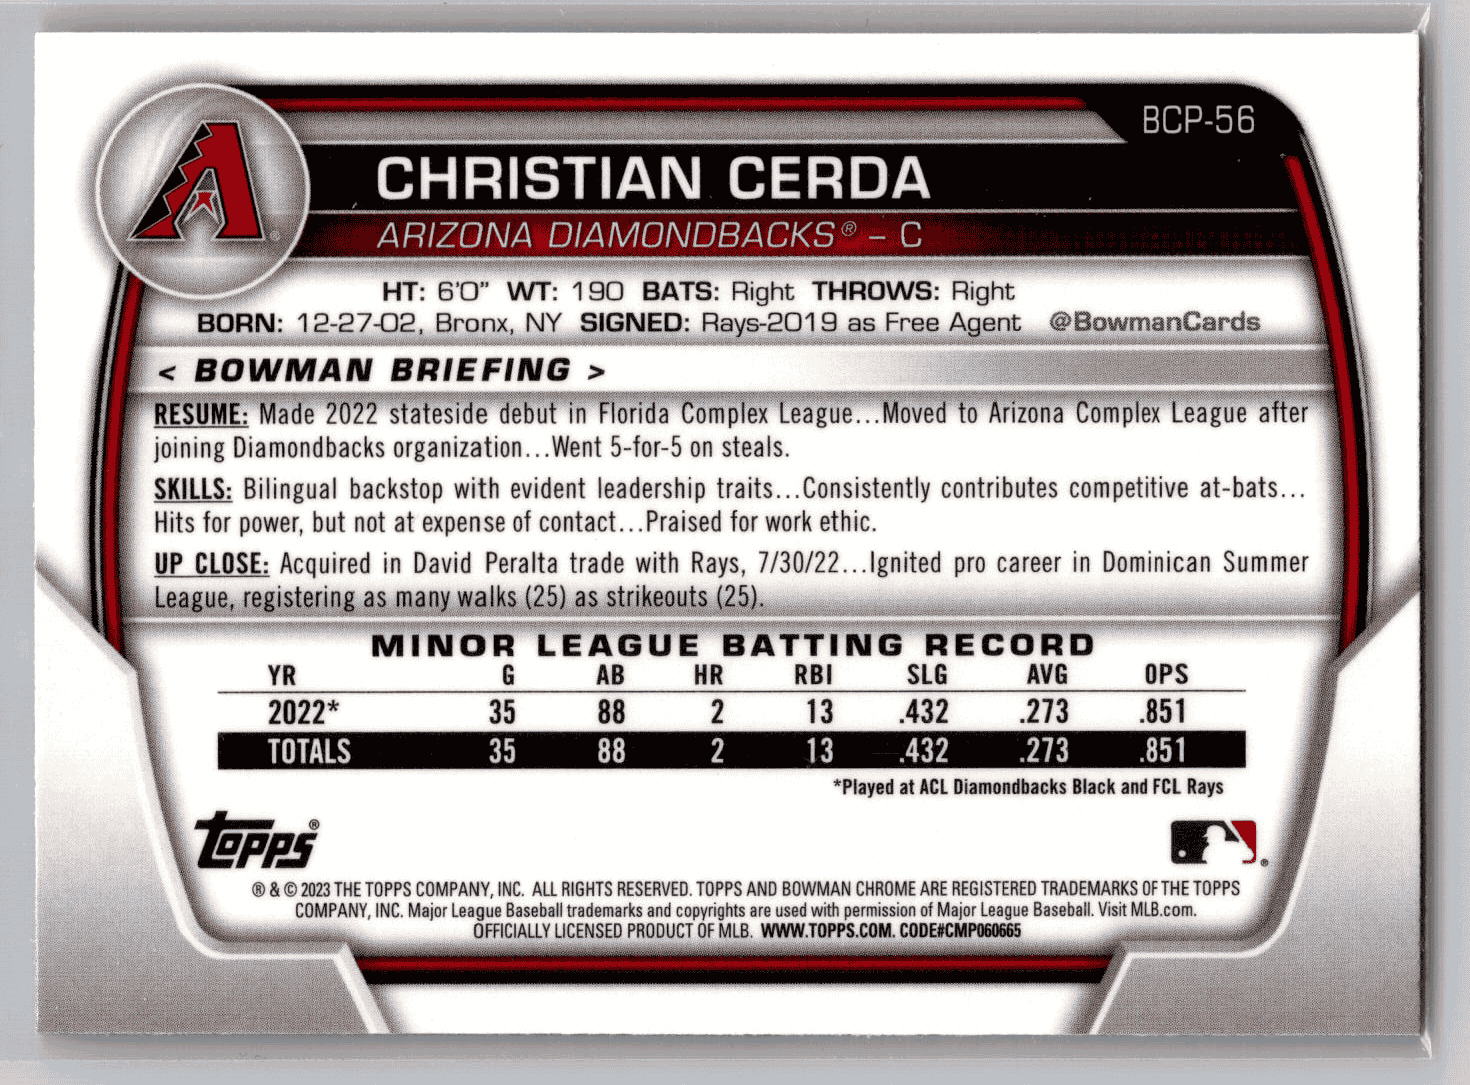 BCP-56
CHRISTIAN CERDA
ARIZONA DIAMONDBACKS® – C
HT: 6'0" WT: 190 BATS: Right THROWS: Right
BORN: 12-27-02, Bronx, NY SIGNED: Rays-2019 as Free Agent @BowmanCards
< BOWMAN BRIEFING >
RESUME: Made 2022 stateside debut in Florida Complex League...Moved to Arizona Complex League after
joining Diamondbacks organization...Went 5-for-5 on steals.
SKILLS: Bilingual backstop with evident leadership traits...Consistently contributes competitive at-bats...
Hits for power, but not at expense of contact...Praised for work ethic.
UP CLOSE: Acquired in David Peralta trade with Rays, 7/30/22...Ignited pro career in Dominican Summer
League, registering as many walks (25) as strikeouts (25).
MINOR LEAGUE BATTING RECORD
YR G AB HR RBI SLG AVG OPS
2022* 35 88 2 13 .432 .273 .851
TOTALS 35 88 2 13 .432 .273 .851
*Played at ACL Diamondbacks Black and FCL Rays
Topps®
® & © 2023 THE TOPPS COMPANY, INC. ALL RIGHTS RESERVED. TOPPS AND BOWMAN CHROME ARE REGISTERED TRADEMARKS OF THE TOPPS
COMPANY, INC. Major League Baseball trademarks and copyrights are used with permission of Major League Baseball. Visit MLB.com.
OFFICIALLY LICENSED PRODUCT OF MLB. WWW.TOPPS.COM. CODE#CMP060665